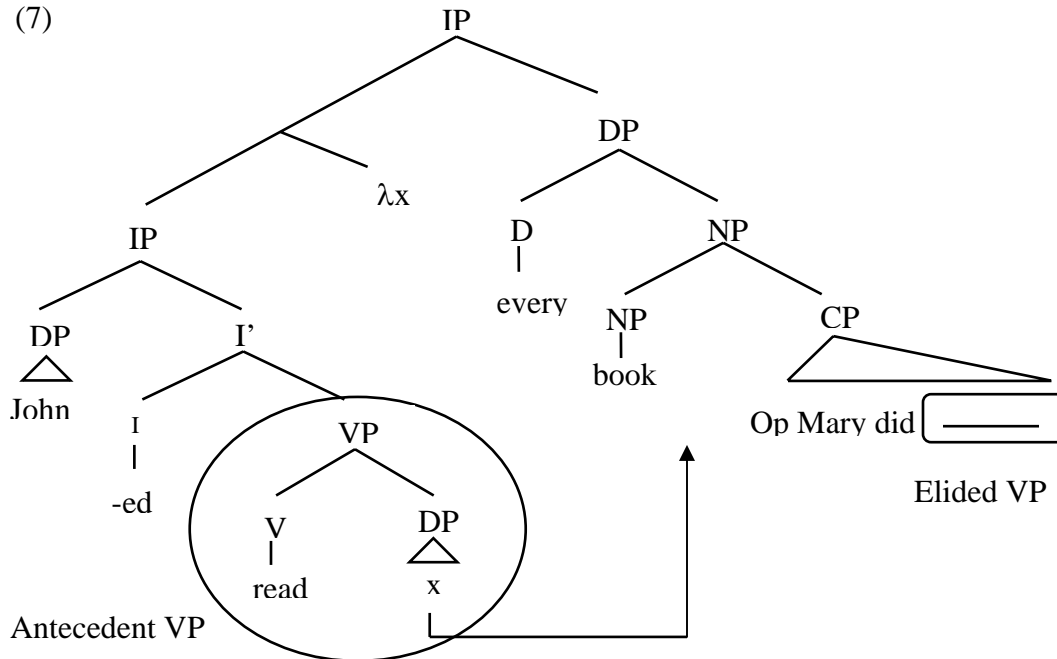 (7)
IP
DP
λx
IP
D
NP
every
DP
I’
NP
CP
John
book
I
VP
Op Mary did
-ed
Elided VP
V
DP
read
x
Antecedent VP